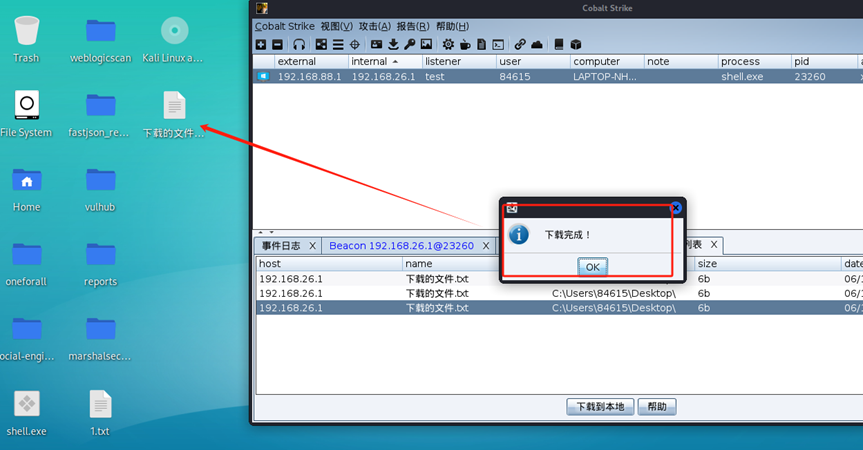 Trash
weblogicscan
Kali Linux a...
File System
fastjson_re...
下载的文件...
Home
vulhub
oneforall
reports
ocial-engi...
marshalsec...
shell.exe
1.txt
Cobalt Strike
Cobalt Strike 视图(V) 攻击(A) 报告(R) 帮助(H)
external internal listener user computer note process pid
192.168.88.1 192.168.26.1 test 84615 LAPTOP-NH... shell.exe 23260
下载完成！
OK
事件日志 X Beacon 192.168.26.1@23260 X 列表 X
host name size date
192.168.26.1 下载的文件.txt 6b 06/1
192.168.26.1 下载的文件.txt C:\Users\84615\Desktop\ 6b 06/1
192.168.26.1 下载的文件.txt C:\Users\84615\Desktop\ 6b 06/1
下载到本地 帮助